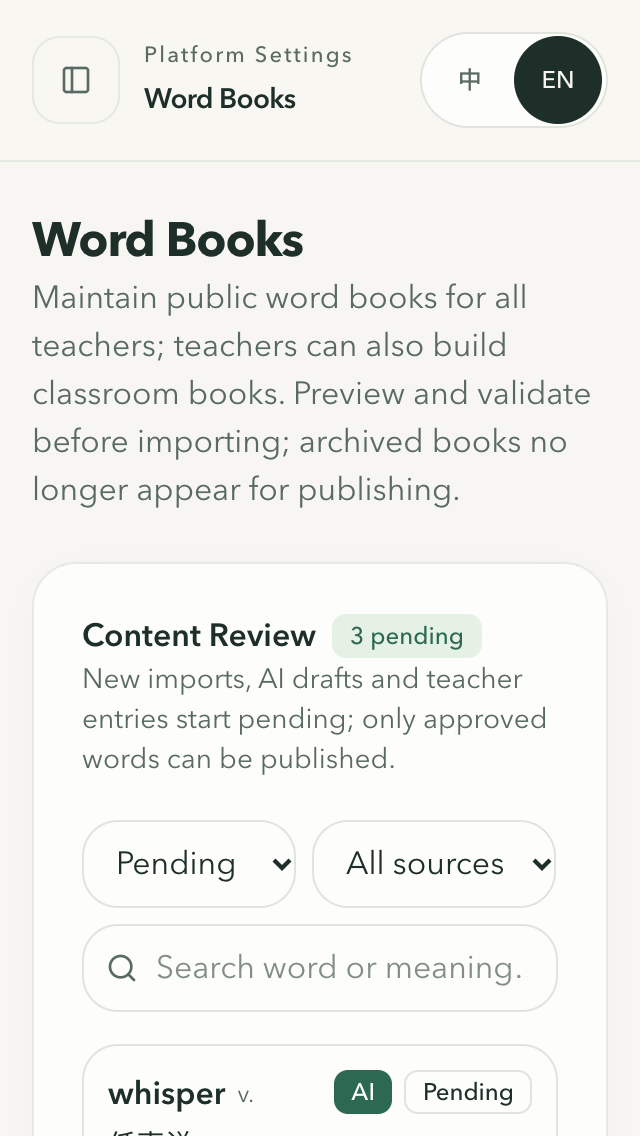 Platform Settings
Word Books
中
EN
Word Books
Maintain public word books for all
teachers; teachers can also build
classroom books. Preview and validate
before importing; archived books no
longer appear for publishing.
Content Review
3 pending
New imports, AI drafts and teacher
entries start pending; only approved
words can be published.
Pending
All sources
Search word or meaning.
whisper v.
AI
Pending